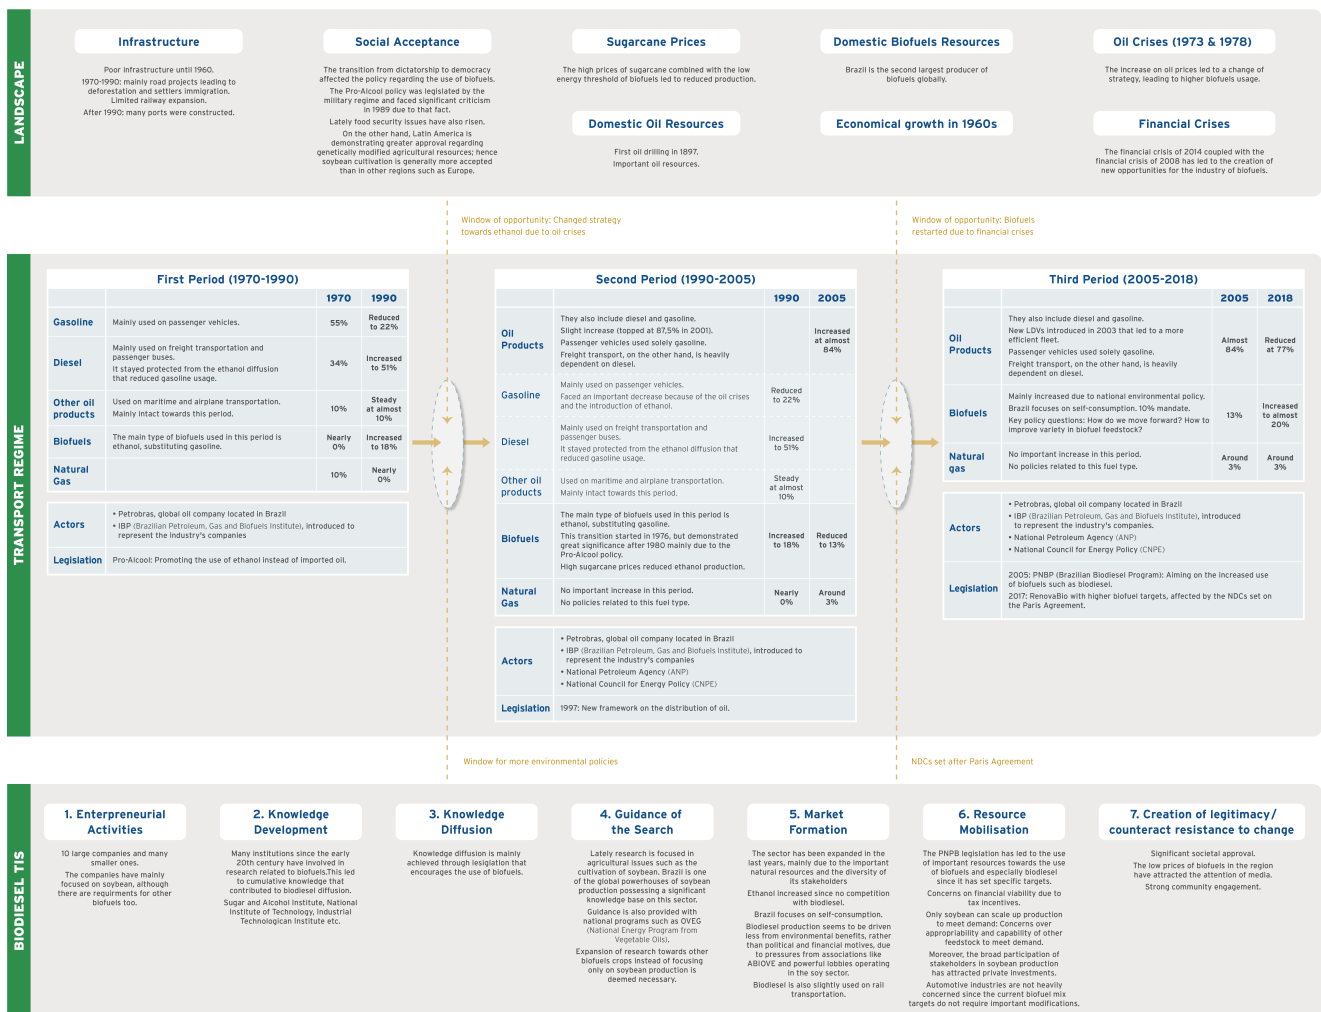 LANDSCAPE
Infrastructure
Poor infrastructure until 1960.
1970-1990: mainly road projects leading to
deforestation and settlers immigration.
Limited railway expansion.
After 1990: many ports were constructed.
Social Acceptance
The transition from dictatorship to democracy
affected the policy regarding the use of biofuels.
The Pro-Alcool policy was legislated by the
military regime and faced significant criticism
in 1989 due to that fact.
Lately food security issues have also risen.
On the other hand, Latin America is
demonstrating greater approval regarding
genetically modified agricultural resources; hence
soybean cultivation is generally more accepted
than in other regions such as Europe.
Sugarcane Prices
The high prices of sugarcane combined with the low
energy threshold of biofuels led to reduced production.
Domestic Oil Resources
First oil drilling in 1897.
Important oil resources.
Domestic Biofuels Resources
Brazil is the second largest producer of
biofuels globally.
Economical growth in 1960s
Oil Crises (1973 & 1978)
The increase on oil prices led to a change of
strategy, leading to higher biofuels usage.
Financial Crises
The financial crisis of 2014 coupled with the
financial crisis of 2008 has led to the creation of
new opportunities for the industry of biofuels.
Window of opportunity: Changed strategy
towards ethanol due to oil crises
Window of opportunity: Biofuels
restarted due to financial crises
TRANSPORT REGIME
First Period (1970-1990)
1970 1990
Gasoline
Mainly used on passenger vehicles.
55%
Reduced
to 22%
Diesel
Mainly used on freight transportation and
passenger buses.
It stayed protected from the ethanol diffusion
that reduced gasoline usage.
34%
Increased
to 51%
Other oil
products
Used on maritime and airplane transportation.
Mainly intact towards this period.
10%
Steady
at almost
10%
Biofuels
The main type of biofuels used in this period is
ethanol, substituting gasoline.
Nearly
0%
Increased
to 18%
Natural
Gas
10%
Nearly
0%
Actors
• Petrobras, global oil company located in Brazil
• IBP (Brazilian Petroleum, Gas and Biofuels Institute), introduced to
represent the industry's companies
Legislation
Pro-Alcool: Promoting the use of ethanol instead of imported oil.
Second Period (1990-2005)
1990 2005
Oil
Products
They also include diesel and gasoline.
Slight increase (topped at 87,5% in 2001).
Passenger vehicles used solely gasoline.
Freight transport, on the other hand, is heavily
dependent on diesel.
Increased
at almost
84%
Gasoline
Mainly used on passenger vehicles.
Faced an important decrease because of the oil crises
and the introduction of ethanol.
Reduced
to 22%
Diesel
Mainly used on freight transportation and
passenger buses.
It stayed protected from the ethanol diffusion that
reduced gasoline usage.
Increased
to 51%
Other oil
products
Used on maritime and airplane transportation.
Mainly intact towards this period.
Steady
at almost
10%
Biofuels
The main type of biofuels used in this period is
ethanol, substituting gasoline.
This transition started in 1976, but demonstrated
great significance after 1980 mainly due to the
Pro-Alcool policy.
High sugarcane prices reduced ethanol production.
Increased
to 18%
Reduced
to 13%
Natural
Gas
No important increase in this period.
No policies related to this fuel type.
Nearly
0%
Around
3%
Actors
• Petrobras, global oil company located in Brazil
• IBP (Brazilian Petroleum, Gas and Biofuels Institute), introduced to
represent the industry's companies
• National Petroleum Agency (ANP)
• National Council for Energy Policy (CNPE)
Legislation
1997: New framework on the distribution of oil.
Third Period (2005-2018)
2005 2018
Oil
Products
They also include diesel and gasoline.
New LDVs introduced in 2003 that led to a more
efficient fleet.
Passenger vehicles used solely gasoline.
Freight transport, on the other hand, is heavily
dependent on diesel.
Almost
84%
Reduced
at 77%
Biofuels
Mainly increased due to national environmental policy.
Brazil focuses on self-consumption. 10% mandate.
Key policy questions: How do we move forward? How to
improve variety in biofuel feedstock?
13%
Increased
to almost
20%
Natural
gas
No important increase in this period.
No policies related to this fuel type.
Around
3%
Around
3%
Actors
• Petrobras, global oil company located in Brazil
• IBP (Brazilian Petroleum, Gas and Biofuels Institute), introduced
to represent the industry's companies.
• National Petroleum Agency (ANP)
• National Council for Energy Policy (CNPE)
Legislation
2005: PNBP (Brazilian Biodiesel Program): Aiming on the increased use
of biofuels such as biodiesel.
2017: RenovaBio with higher biofuel targets, affected by the NDCs set on
the Paris Agreement.
Window for more environmental policies
NDCs set after Paris Agreement
BIODIESEL TIS
1. Enterpreneurial
Activities
10 large companies and many
smaller ones.
The companies have mainly
focused on soybean, although
there are requirments for other
biofuels too.
2. Knowledge
Development
Many institutions since the early
20th century have involved in
research related to biofuels.This led
to cumulative knowledge that
contributed to biodiesel diffusion.
Sugar and Alcohol Institute, National
Institute of Technology, Industrial
Technologican Institute etc.
3. Knowledge
Diffusion
Knowledge diffusion is mainly
achieved through lesigiation that
encourages the use of biofuels.
4. Guidance of
the Search
Lately research is focused in
agricultural issues such as the
cultivation of soybean. Brazil is one
of the global powerhouses of soybean
production possessing a significant
knowledge base on this sector.
Guidance is also provided with
national programs such as OVEG
(National Energy Program from
Vegetable Oils).
Expansion of research towards other
biofuels crops instead of focusing
only on soybean production is
deemed necessary.
5. Market
Formation
The sector has been expanded in the
last years, mainly due to the important
natural resources and the diversity of
its stakeholders
Ethanol increased since no competition
with biodiesel.
Brazil focuses on self-consumption.
Biodiesel production seems to be driven
less from environmental benefits, rather
than political and financial motives, due
to pressures from associations like
ABIOVE and powerful lobbies operating
in the soy sector.
Biodiesel is also slightly used on rail
transportation.
6. Resource
Mobilisation
The PNPB legislation has led to the use
of important resources towards the use
of biofuels and especially biodiesel
since it has set specific targets.
Concerns on financial viability due to
tax incentives.
Only soybean can scale up production
to meet demand; Concerns over
appropriability and capability of other
feedstock to meet demand.
Moreover, the broad participation of
stakeholders in soybean production
has attracted private investments.
Automotive industries are not heavily
concerned since the current biofuel mix
targets do not require important modifications.
7. Creation of legitimacy/
counteract resistance to change
Significant societal approval.
The low prices of biofuels in the region
have attracted the attention of media.
Strong community engagement.